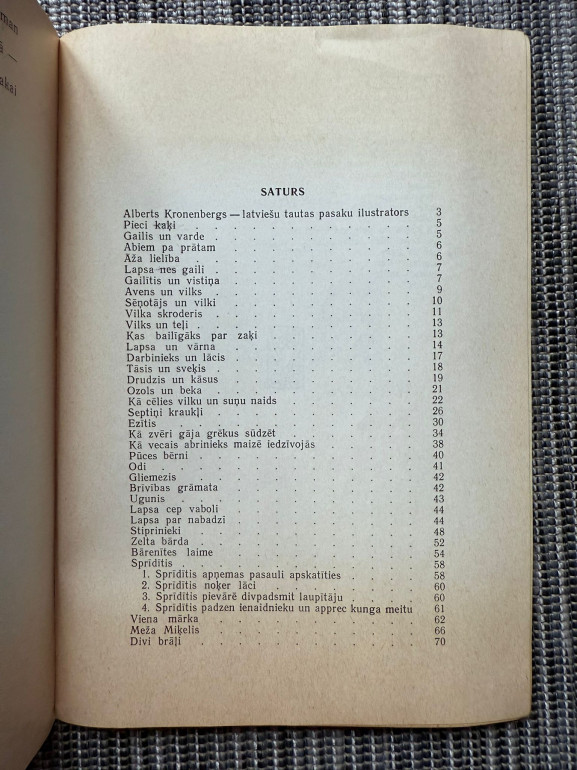 man
ā —
akai
SATURS
Alberts Kronenbergs — latviešu tautas pasaku ilustrators 3
Pieci kaķi . . . . . . . . . . 5
Gailis un varde . . . . . . . . . 5
Abiem pa prātam . . . . . . . . . 6
Āža lielība . . . . . . . . . 6
Lapsa nes gaili . . . . . . . . . 7
Gailītis un vistiņa . . . . . . . . . 7
Avens un vilks . . . . . . . . . 9
Sēņotājs un vilki . . . . . . . . . 10
Vilka skroderis . . . . . . . . . 11
Vilks un teļi . . . . . . . . . . 13
Kas bailīgāks par zaķi . . . . . . . 13
Lapsa un vārna . . . . . . . . . 14
Darbinieks un lācis . . . . . . . . 17
Tāsis un sveķis . . . . . . . . . 18
Drudzis un kāsus . . . . . . . . . 19
Ozols un beka . . . . . . . . . 21
Kā cēlies vilku un suņu naids . . . . . . 22
Septiņi kraukļi . . . . . . . . . 26
Ezītis . . . . . . . . . . 30
Kā zvēri gāja grēkus sūdzēt . . . . . . 34
Kā vecais abrinieks maizē iedzīvojās . . . . . 38
Pūces bērni . . . . . . . . . . 40
Odi . . . . . . . . . . . 41
Gliemezis . . . . . . . . . . 42
Brīvības grāmata . . . . . . . . . 42
Ugunis . . . . . . . . . . 43
Lapsa cep vaboli . . . . . . . . . 44
Lapsa par nabadzi . . . . . . . . 44
Stiprinieki . . . . . . . . . . 48
Zelta bārda . . . . . . . . . . 52
Bārenītes laime . . . . . . . . . 54
Sprīdītis . . . . . . . . . . 58
1. Sprīdītis apņemas pasauli apskatīties . . . . 58
2. Sprīdītis noķer lāci . . . . . . . 60
3. Sprīdītis pievārē divpadsmit laupītāju . . . . 60
4. Sprīdītis padzen ienaidnieku un apprec kunga meitu 61
Viena mārka . . . . . . . . . . 62
Meža Miķelis . . . . . . . . . 66
Divi brāļi . . . . . . . . . . 70